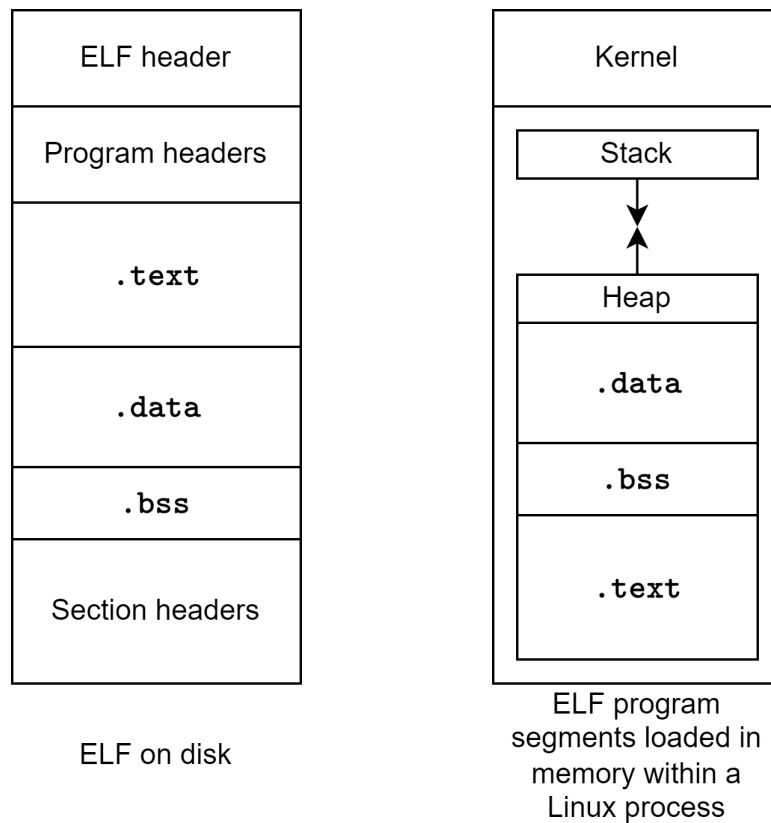 ELF header
Program headers
.text
.data
.bss
Section headers
ELF on disk
Kernel
Stack
Heap
.data
.bss
.text
ELF program
segments loaded in
memory within a
Linux process